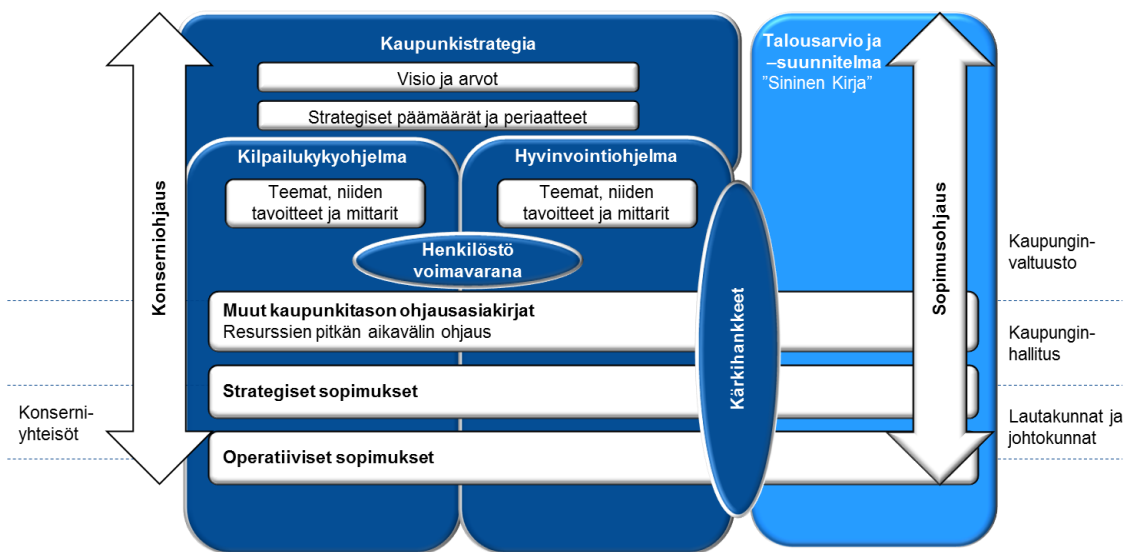 Kaupunkistrategia
Visio ja arvot
Strategiset päämäärät ja periaatteet
Kilpailukykyohjelma
Teemat, niiden
tavoitteet ja mittarit
Hyvinvointiohjelma
Teemat, niiden
tavoitteet ja mittarit
Henkilöstö
voimavarana
Talousarvio ja
–suunnitelma
”Sininen Kirja”
Konserniohjaus
Sopimusohjaus
Kärkihankkeet
Muut kaupunkitason ohjausasiakirjat
Resurssien pitkän aikavälin ohjaus
Strategiset sopimukset
Operatiiviset sopimukset
Konserni-
yhteisöt
Kaupungin-
valtuusto
Kaupungin-
hallitus
Lautakunnat ja
johtokunnat